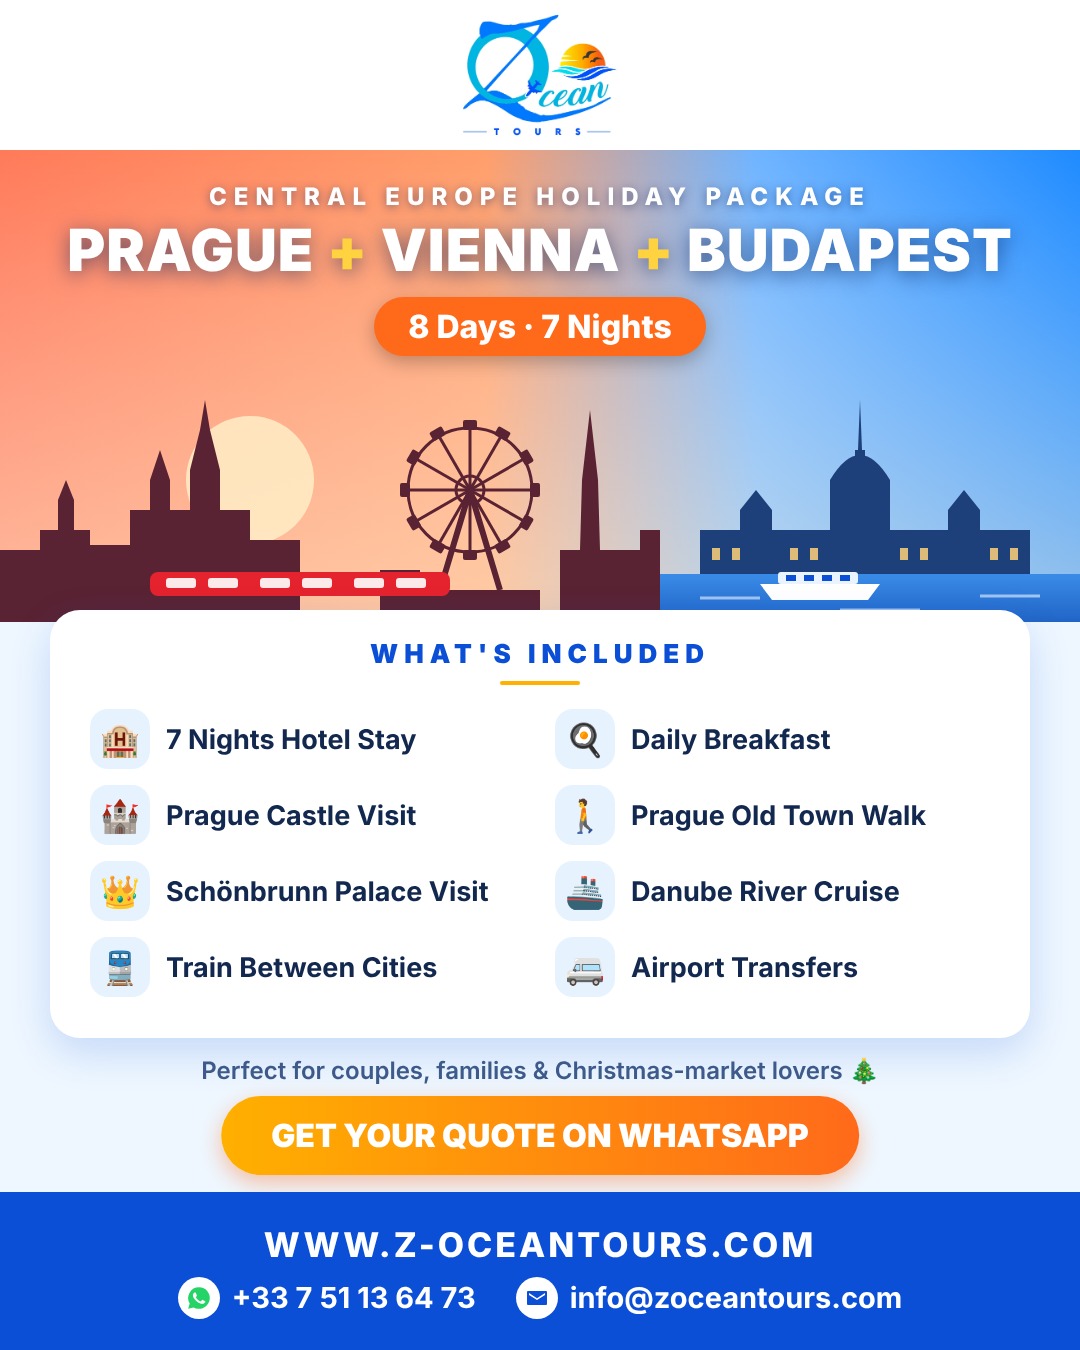 Z Ocean
TOURS
CENTRAL EUROPE HOLIDAY PACKAGE
PRAGUE + VIENNA + BUDAPEST
8 Days · 7 Nights
WHAT'S INCLUDED
7 Nights Hotel Stay
Daily Breakfast
Prague Castle Visit
Prague Old Town Walk
Schönbrunn Palace Visit
Danube River Cruise
Train Between Cities
Airport Transfers
Perfect for couples, families & Christmas-market lovers 🎄
GET YOUR QUOTE ON WHATSAPP
WWW.Z-OCEANTOURS.COM
+33 7 51 13 64 73
info@zoceantours.com